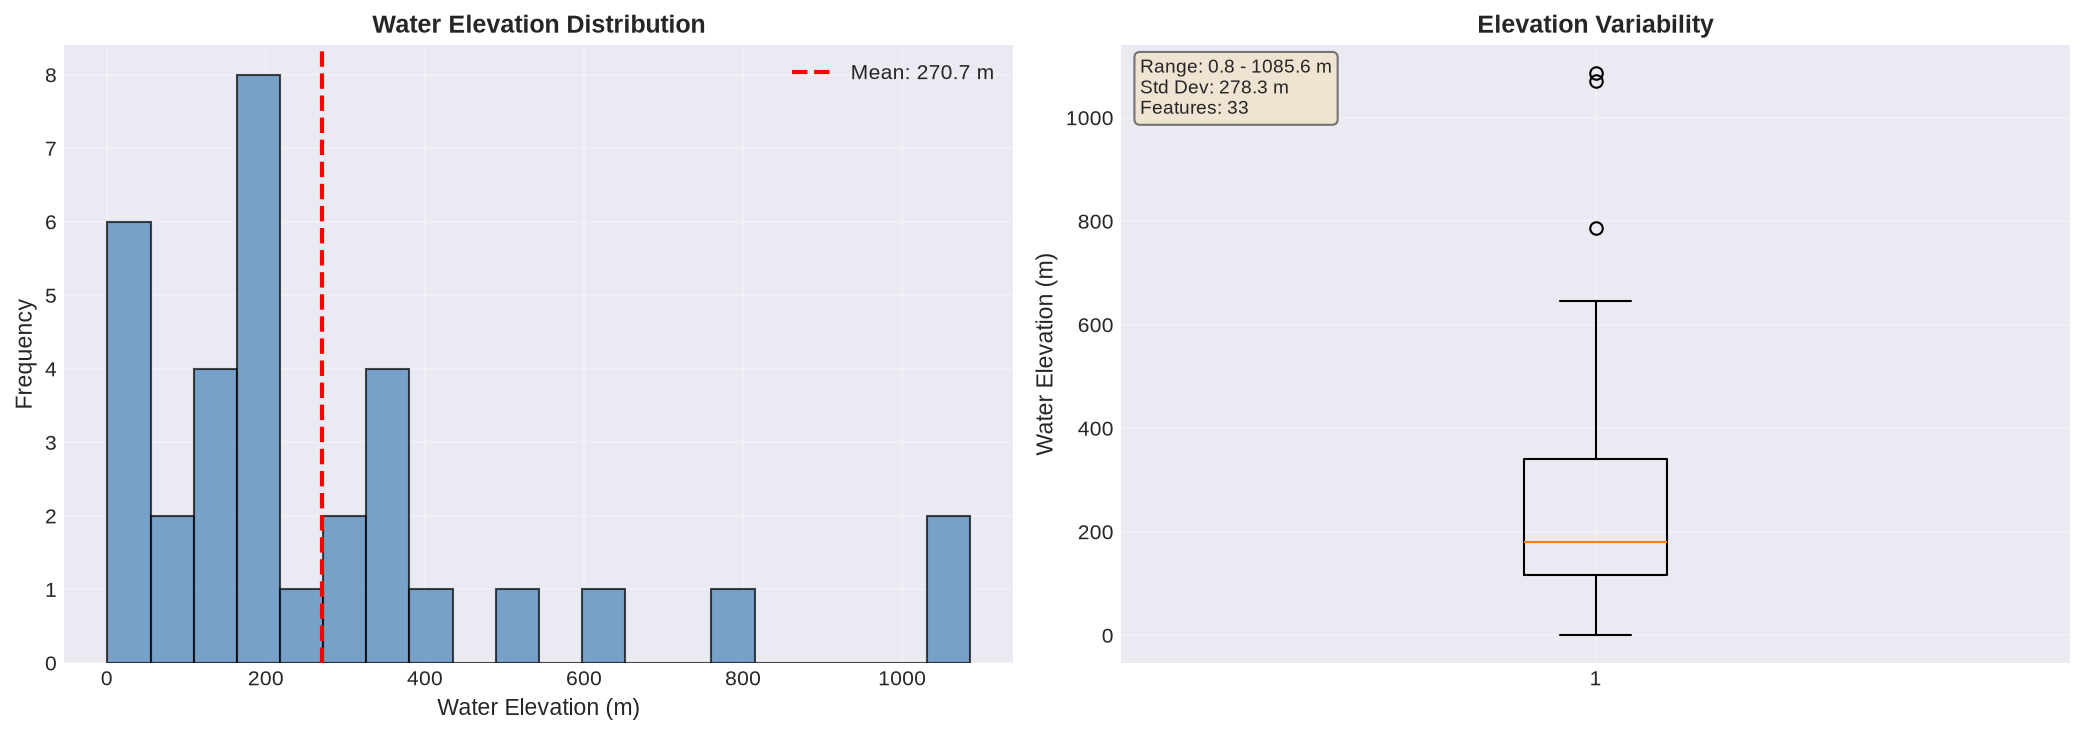 Water Elevation Distribution
Mean: 270.7 m
8
7
6
5
4
3
2
1
0
Frequency
0 200 400 600 800 1000
Water Elevation (m)
Elevation Variability
Range: 0.8 - 1085.6 m
Std Dev: 278.3 m
Features: 33
1000
800
600
400
200
0
Water Elevation (m)
1